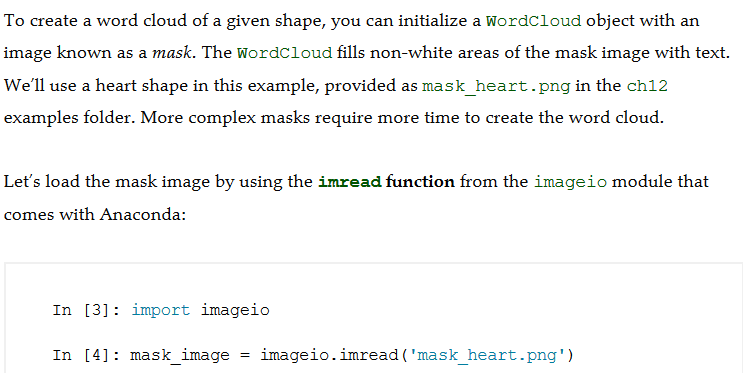 To create a word cloud of a given shape, you can initialize a WordCloud object with an
image known as a mask. The WordCloud fills non-white areas of the mask image with text.
We’ll use a heart shape in this example, provided as mask_heart.png in the ch12
examples folder. More complex masks require more time to create the word cloud.
Let’s load the mask image by using the imread function from the imageio module that
comes with Anaconda:
In [3]: import imageio
In [4]: mask_image = imageio.imread('mask_heart.png')